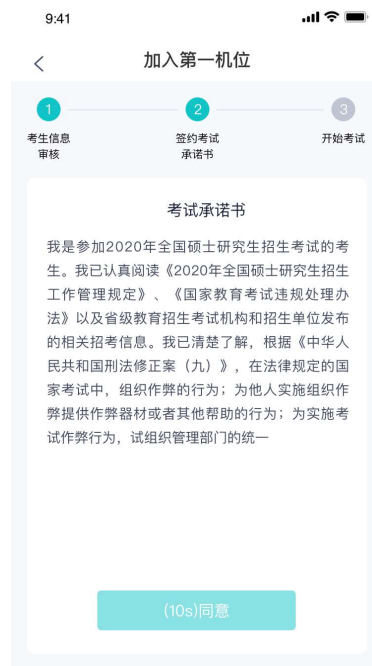 9:41
加入第一机位
1
2
3
考生信息
审核
签约考试
承诺书
开始考试
考试承诺书
我是参加2020年全国硕士研究生招生考试的考
生。我已认真阅读《2020年全国硕士研究生招生
工作管理规定》、《国家教育考试违规处理办
法》以及省级教育招生考试机构和招生单位发布
的相关招考信息。我已清楚了解，根据《中华人
民共和国刑法修正案（九）》，在法律规定的国
家考试中，组织作弊的行为；为他人实施组织作
弊提供作弊器材或者其他帮助的行为；为实施考
试作弊行为，试组织管理部门的统一
(10s)同意